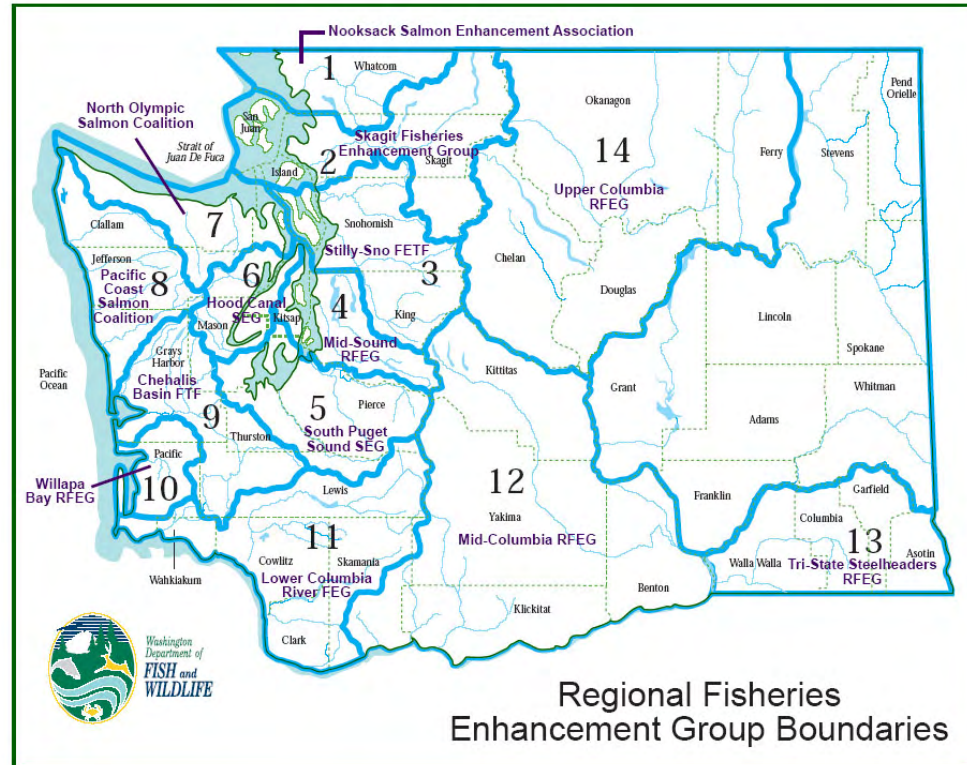 Nooksack Salmon Enhancement Association
1
Whatcom
Pend
Orielle
North Olympic
Salmon Coalition
San
Juan
Okanagon
Strait of
Juan De Fuca
Skagit Fisheries
Enhancement Group
2
Skagit
14
Ferry
Stevens
Island
Upper Columbia
RFEG
Clallam
7
Snohomish
Stilly-Sno FETF
Chelan
Jefferson
8
Pacific
Coast
Salmon
Coalition
6
Hood Canal
SEG
Kitsap
Mason
4
3
King
Mid-Sound
RFEG
Douglas
Lincoln
Spokane
Grays
Harbor
Pacific
Ocean
Chehalis
Basin FTF
9
Kittitas
Grant
Whitman
5
Pierce
South Puget
Sound SEG
Thurston
Adams
Pacific
10
Willapa
Bay RFEG
Lewis
12
Franklin
Garfield
Yakima
Mid-Columbia RFEG
Columbia
13
Asotin
11
Cowlitz
Skamania
Lower Columbia
River FEG
Walla Walla
Tri-State Steelheaders
RFEG
Wahkiakum
Benton
Klickitat
Clark
Washington
Department of
FISH and
WILDLIFE
Regional Fisheries
Enhancement Group Boundaries